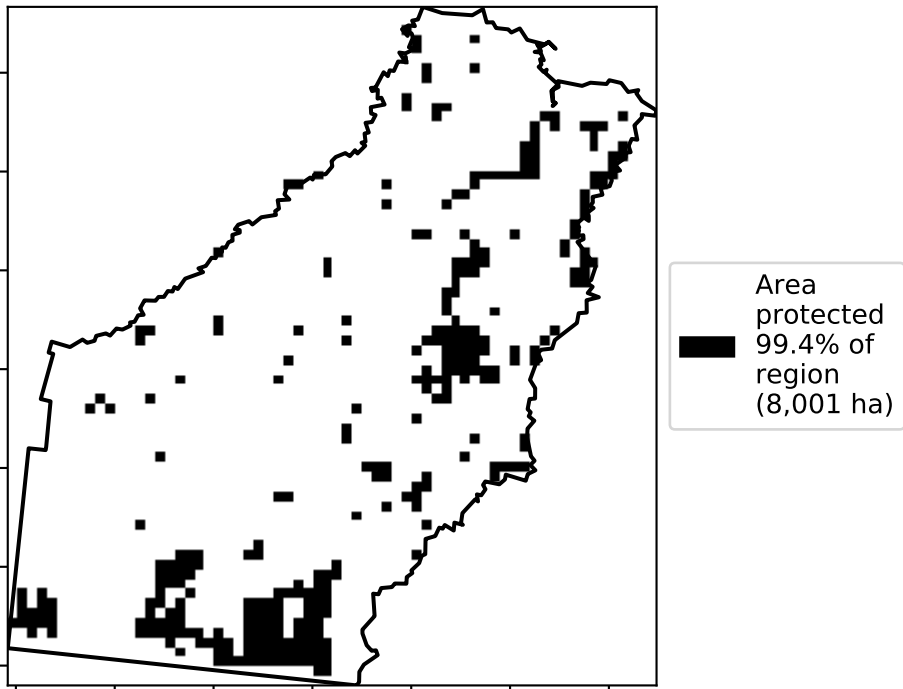 Area
protected
99.4% of
region
(8,001 ha)